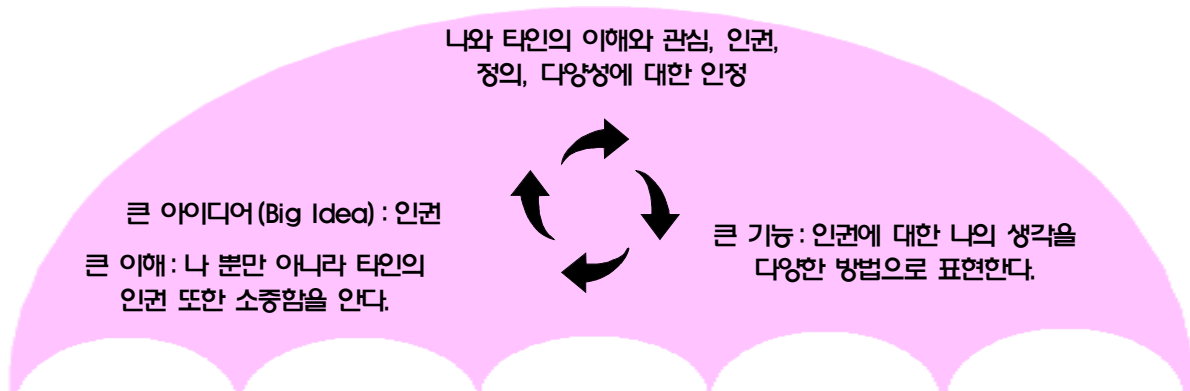 나와 타인의 이해와 관심, 인권,
정의, 다양성에 대한 인정
큰 아이디어(Big Idea) : 인권
큰 이해 : 나 뿐만 아니라 타인의
인권 또한 소중함을 안다.
큰 기능 : 인권에 대한 나의 생각을
다양한 방법으로 표현한다.